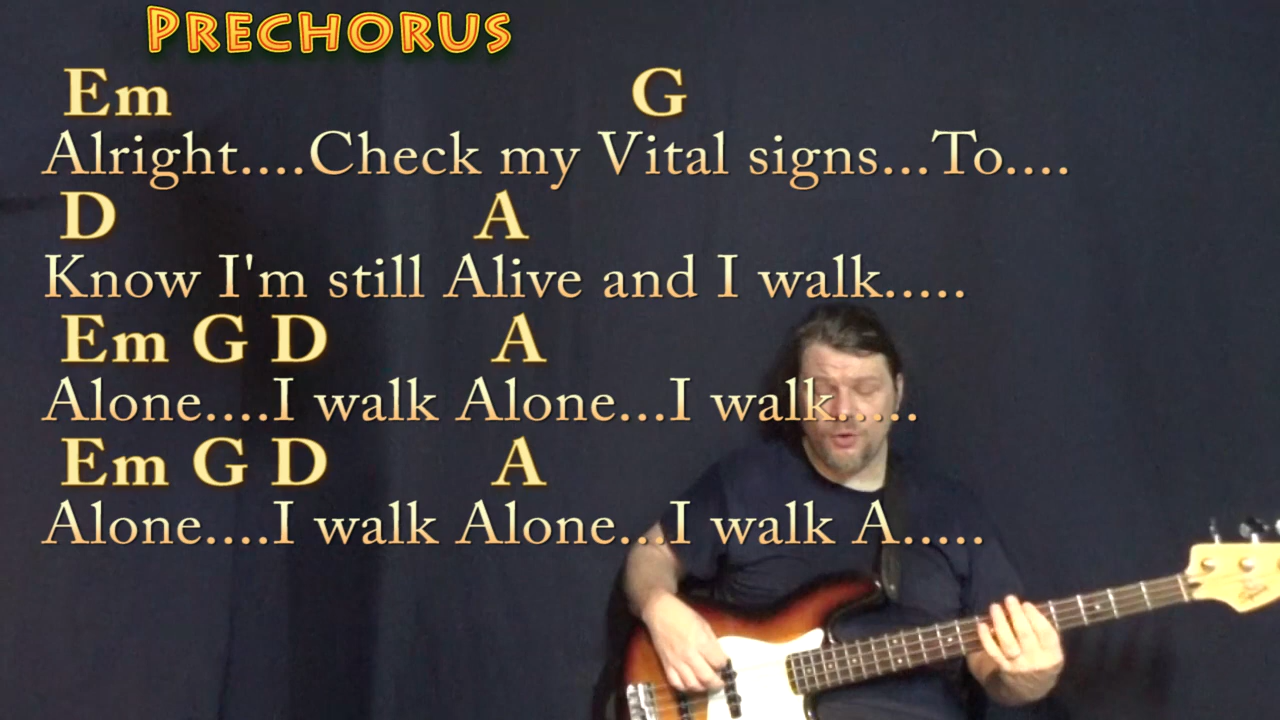 PRECHORUS
Em G
Alright....Check my Vital signs...To....
D A
Know I'm still Alive and I walk.....
Em G D A
Alone....I walk Alone...I walk.....
Em G D A
Alone....I walk Alone...I walk A.....